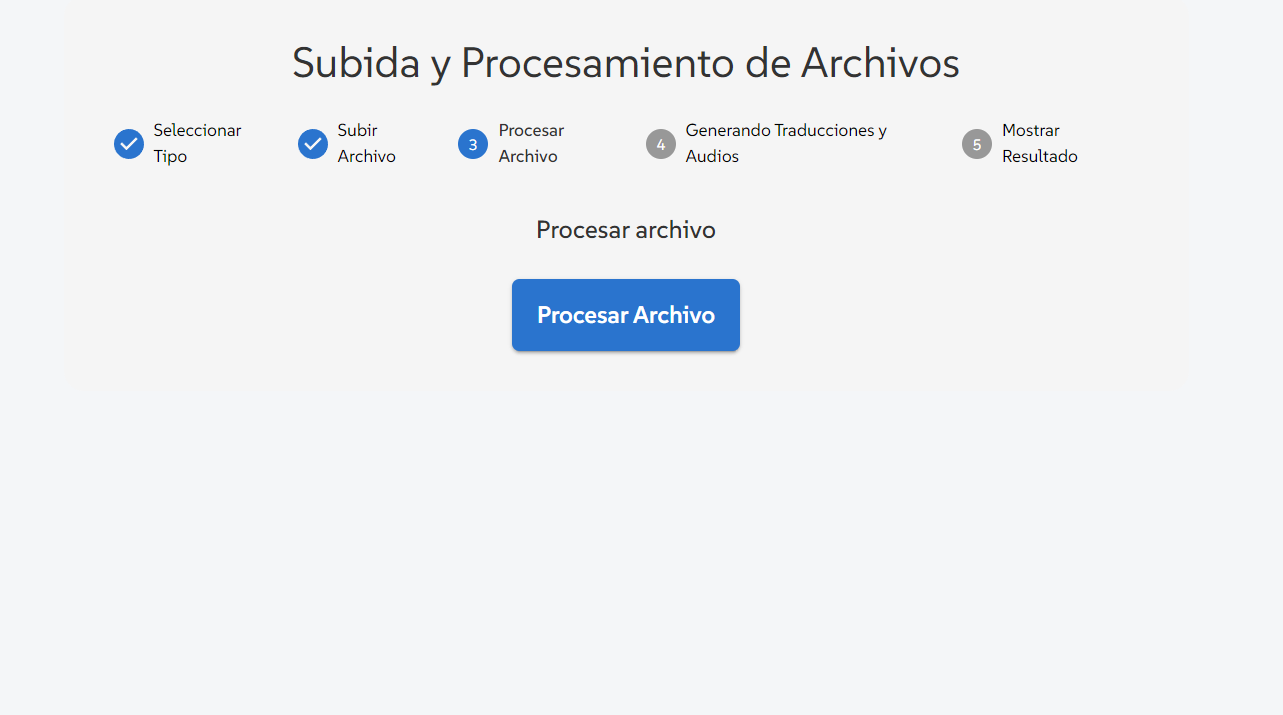 Subida y Procesamiento de Archivos
Seleccionar
Tipo
Subir
Archivo
3
Procesar
Archivo
4
Generando Traducciones y
Audios
5
Mostrar
Resultado
Procesar archivo
Procesar Archivo